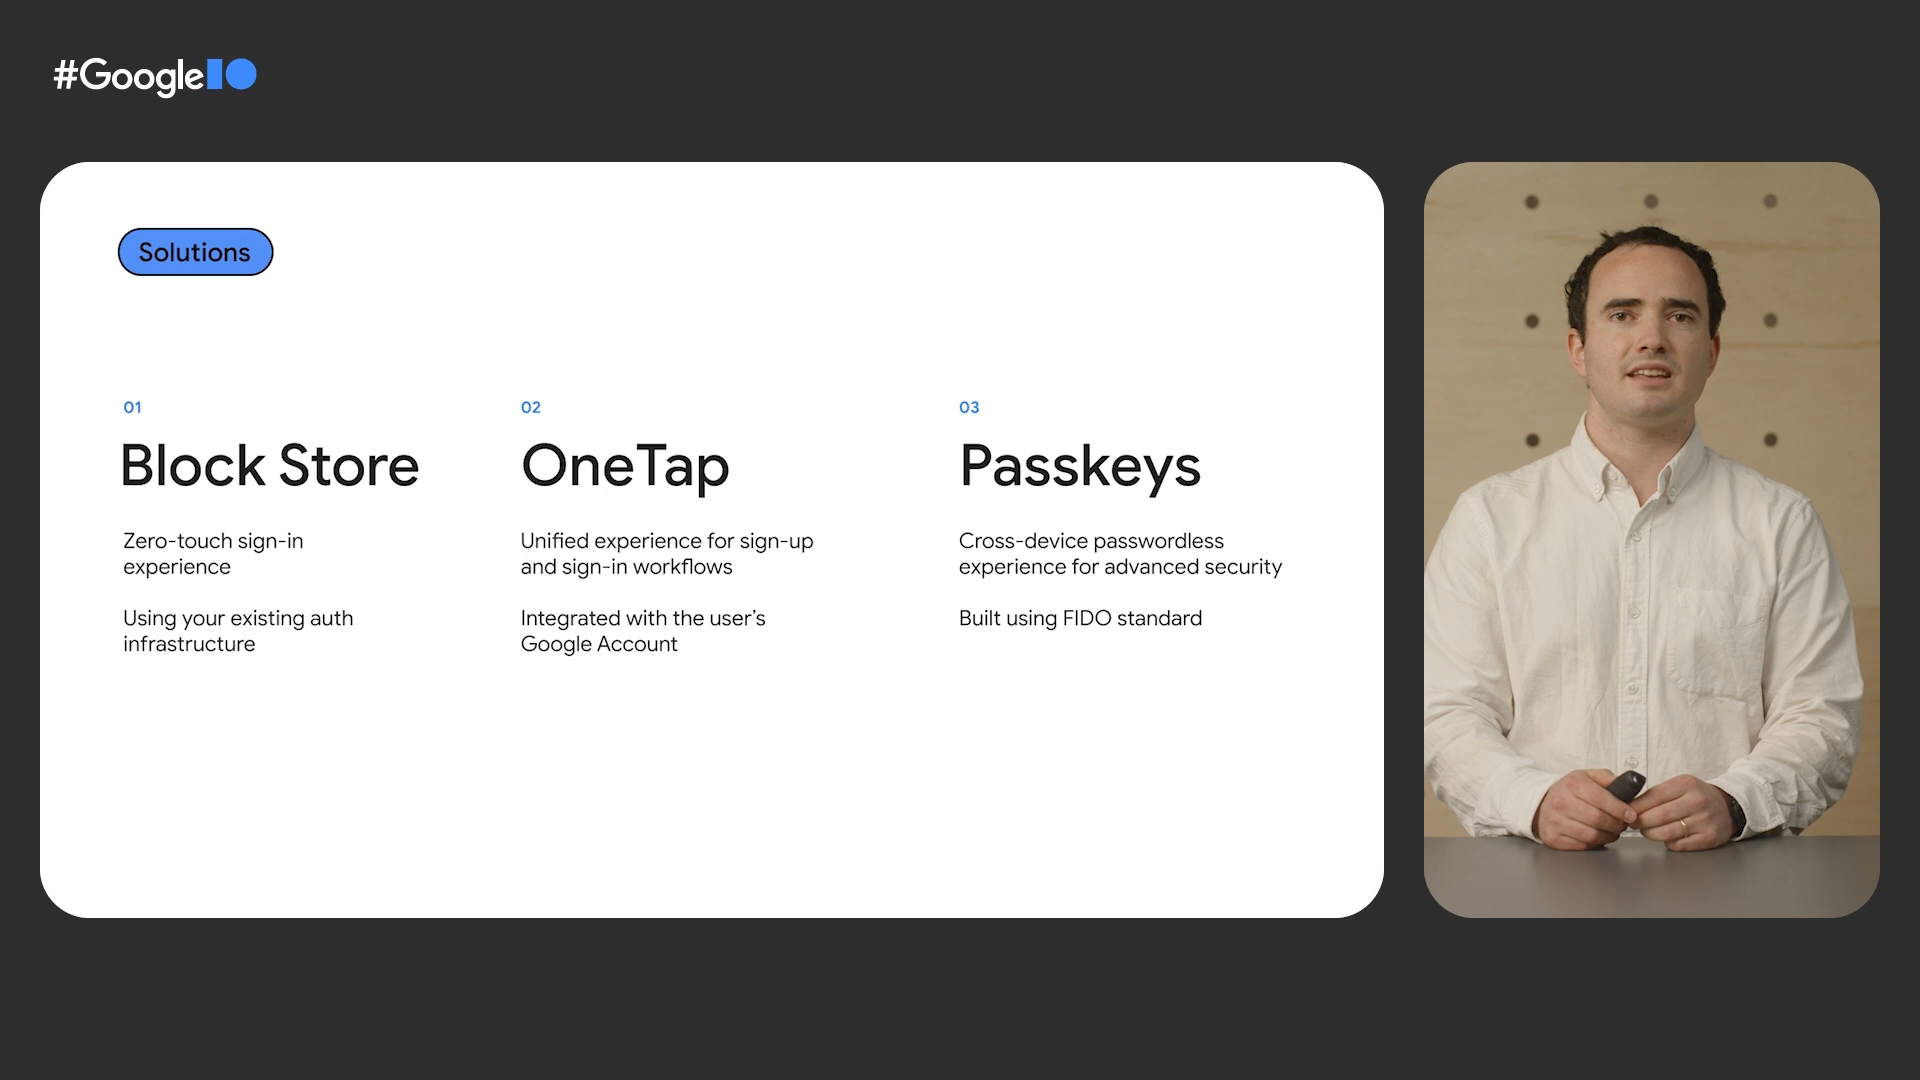 #Google
Solutions
01
Block Store
Zero-touch sign-in
experience
Using your existing auth
infrastructure
02
OneTap
Unified experience for sign-up
and sign-in workflows
Integrated with the user’s
Google Account
03
Passkeys
Cross-device passwordless
experience for advanced security
Built using FIDO standard